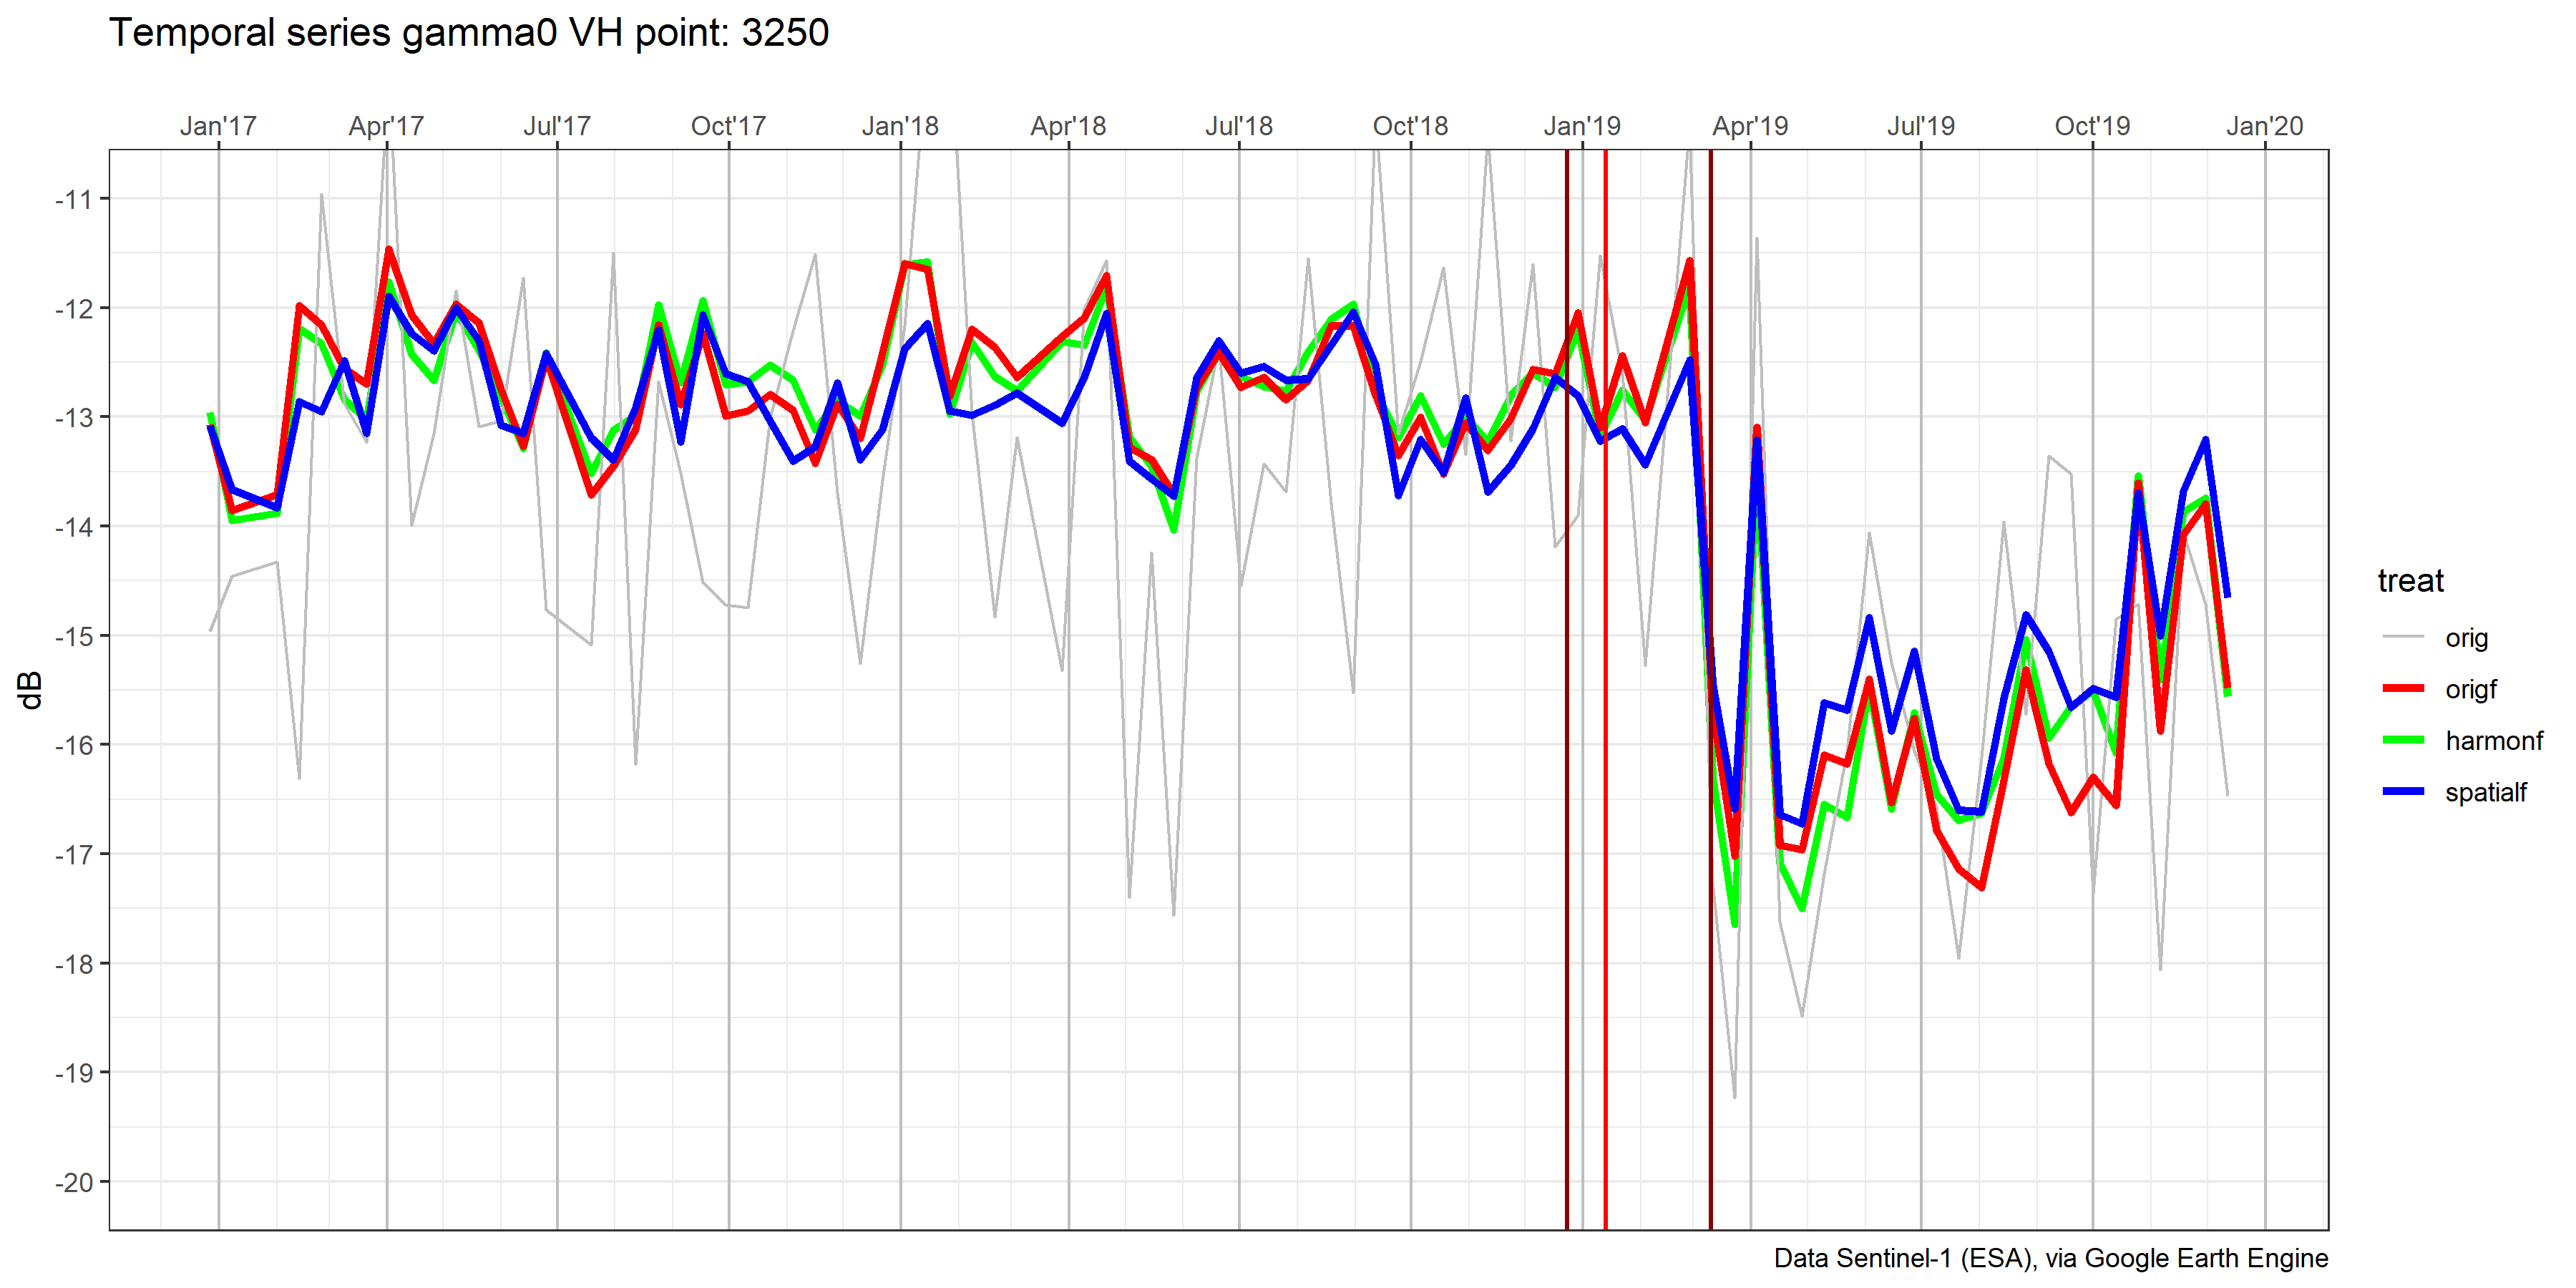 Temporal series gamma0 VH point: 3250
Jan'17 Apr'17 Jul'17 Oct'17 Jan'18 Apr'18 Jul'18 Oct'18 Jan'19 Apr'19 Jul'19 Oct'19 Jan'20
-11
-12
-13
-14
-15
-16
-17
-18
-19
-20
dB
treat
orig
origf
harmonf
spatialf
Data Sentinel-1 (ESA), via Google Earth Engine